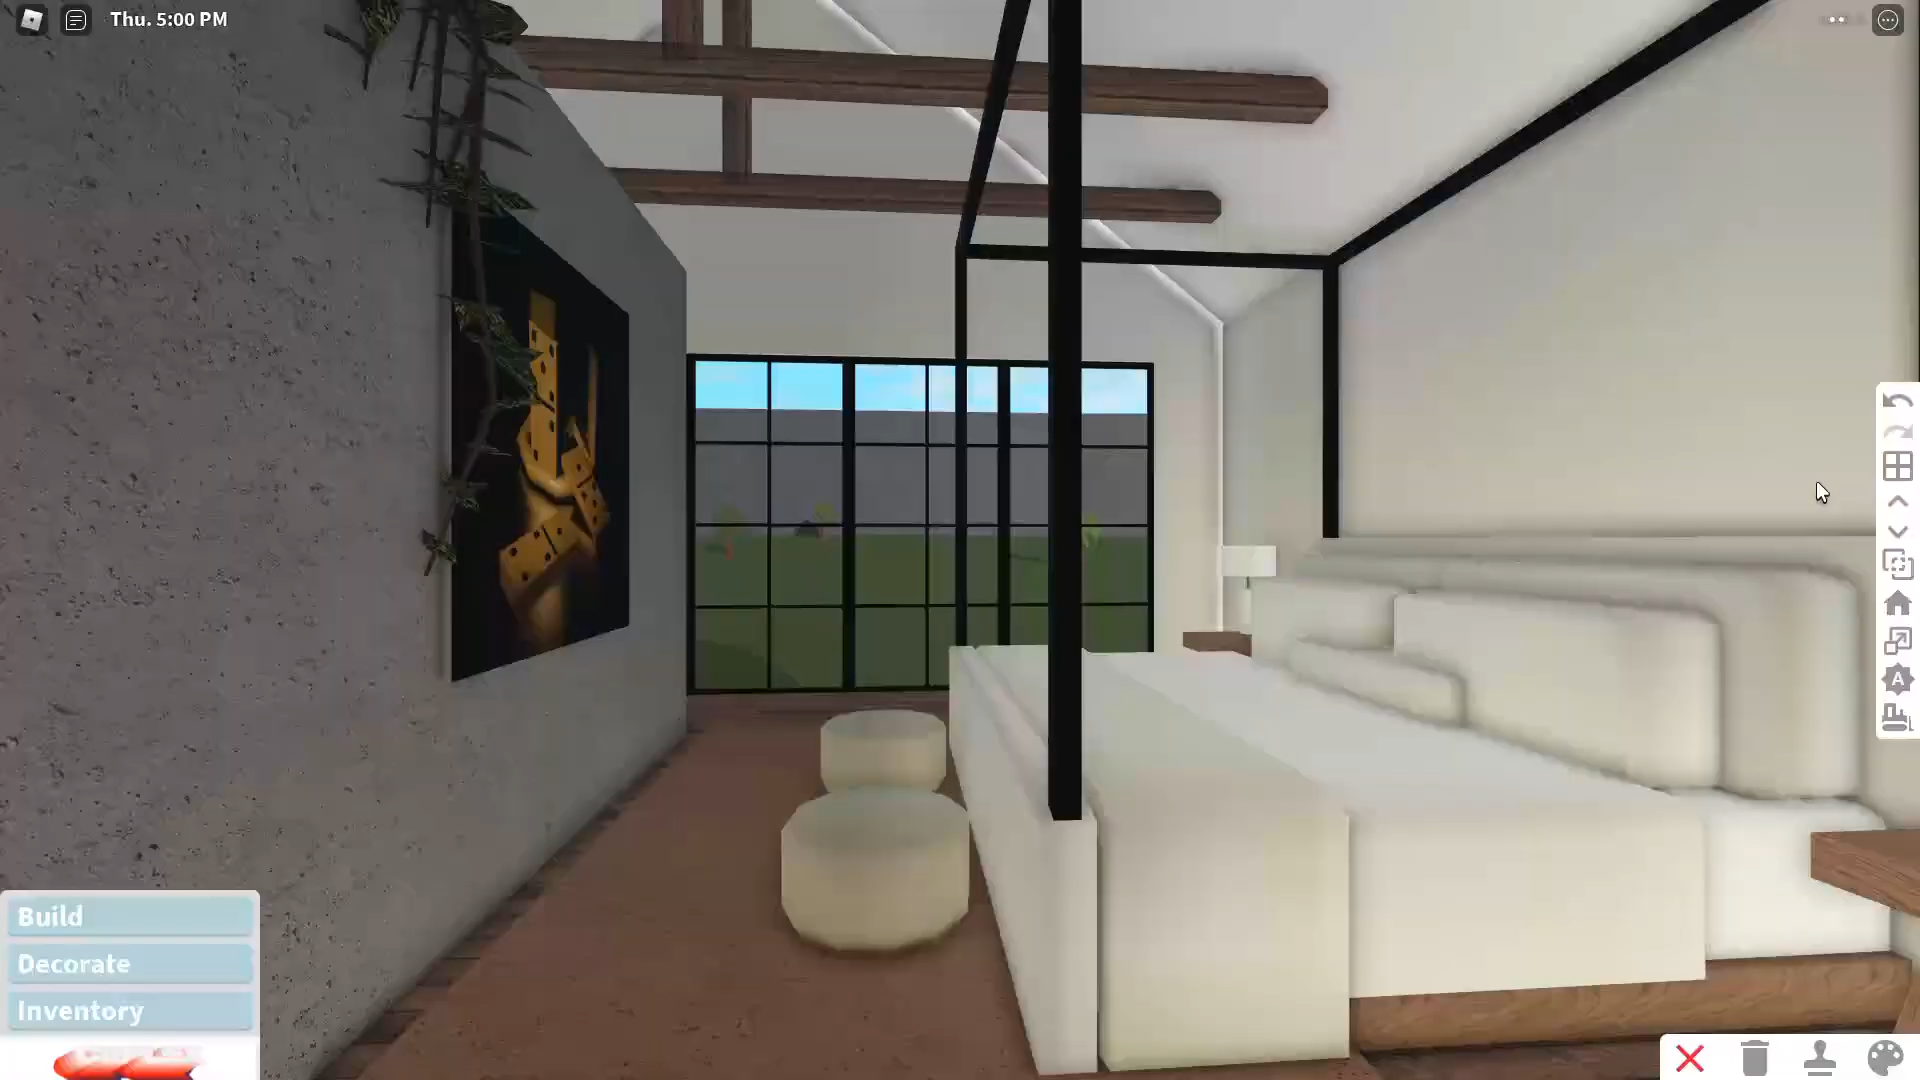 Thu. 5:00 PM
A
Build
Decorate
Inventory